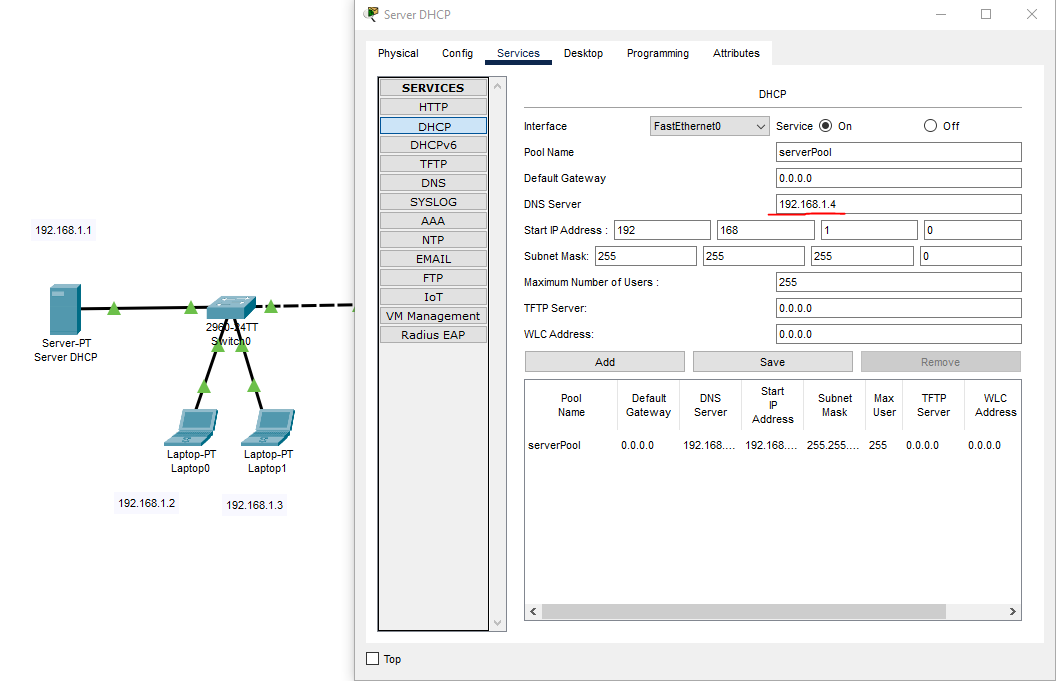 Server DHCP
Physical Config Services Desktop Programming Attributes
SERVICES
HTTP
DHCP
DHCPv6
TFTP
DNS
SYSLOG
AAA
NTP
EMAIL
FTP
IoT
VM Management
Radius EAP
DHCP
Interface FastEthernet0 Service On Off
Pool Name serverPool
Default Gateway 0.0.0.0
DNS Server 192.168.1.4
Start IP Address : 192 168 1 0
Subnet Mask: 255 255 255 0
Maximum Number of Users : 255
TFTP Server: 0.0.0.0
WLC Address: 0.0.0.0
Add Save Remove
Pool Name Default Gateway DNS Server Start IP Address Subnet Mask Max User TFTP Server WLC Address
serverPool 0.0.0.0 192.168.... 192.168.... 255.255.... 255 0.0.0.0 0.0.0.0
Top
192.168.1.1
Server-PT
Server DHCP
2960-24TT
Switch0
Laptop-PT
Laptop0
Laptop-PT
Laptop1
192.168.1.2
192.168.1.3